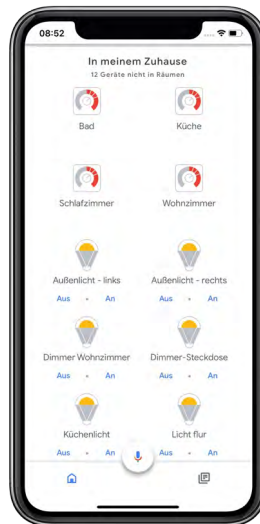 08:52
In meinem Zuhause
12 Geräte nicht in Räumen
Bad Küche
Schlafzimmer Wohnzimmer
Außenlicht - links Außenlicht - rechts
Aus • An Aus • An
Dimmer Wohnzimmer Dimmer-Steckdose
Aus • An Aus • An
Küchenlicht Licht flur
Aus • An Aus • An